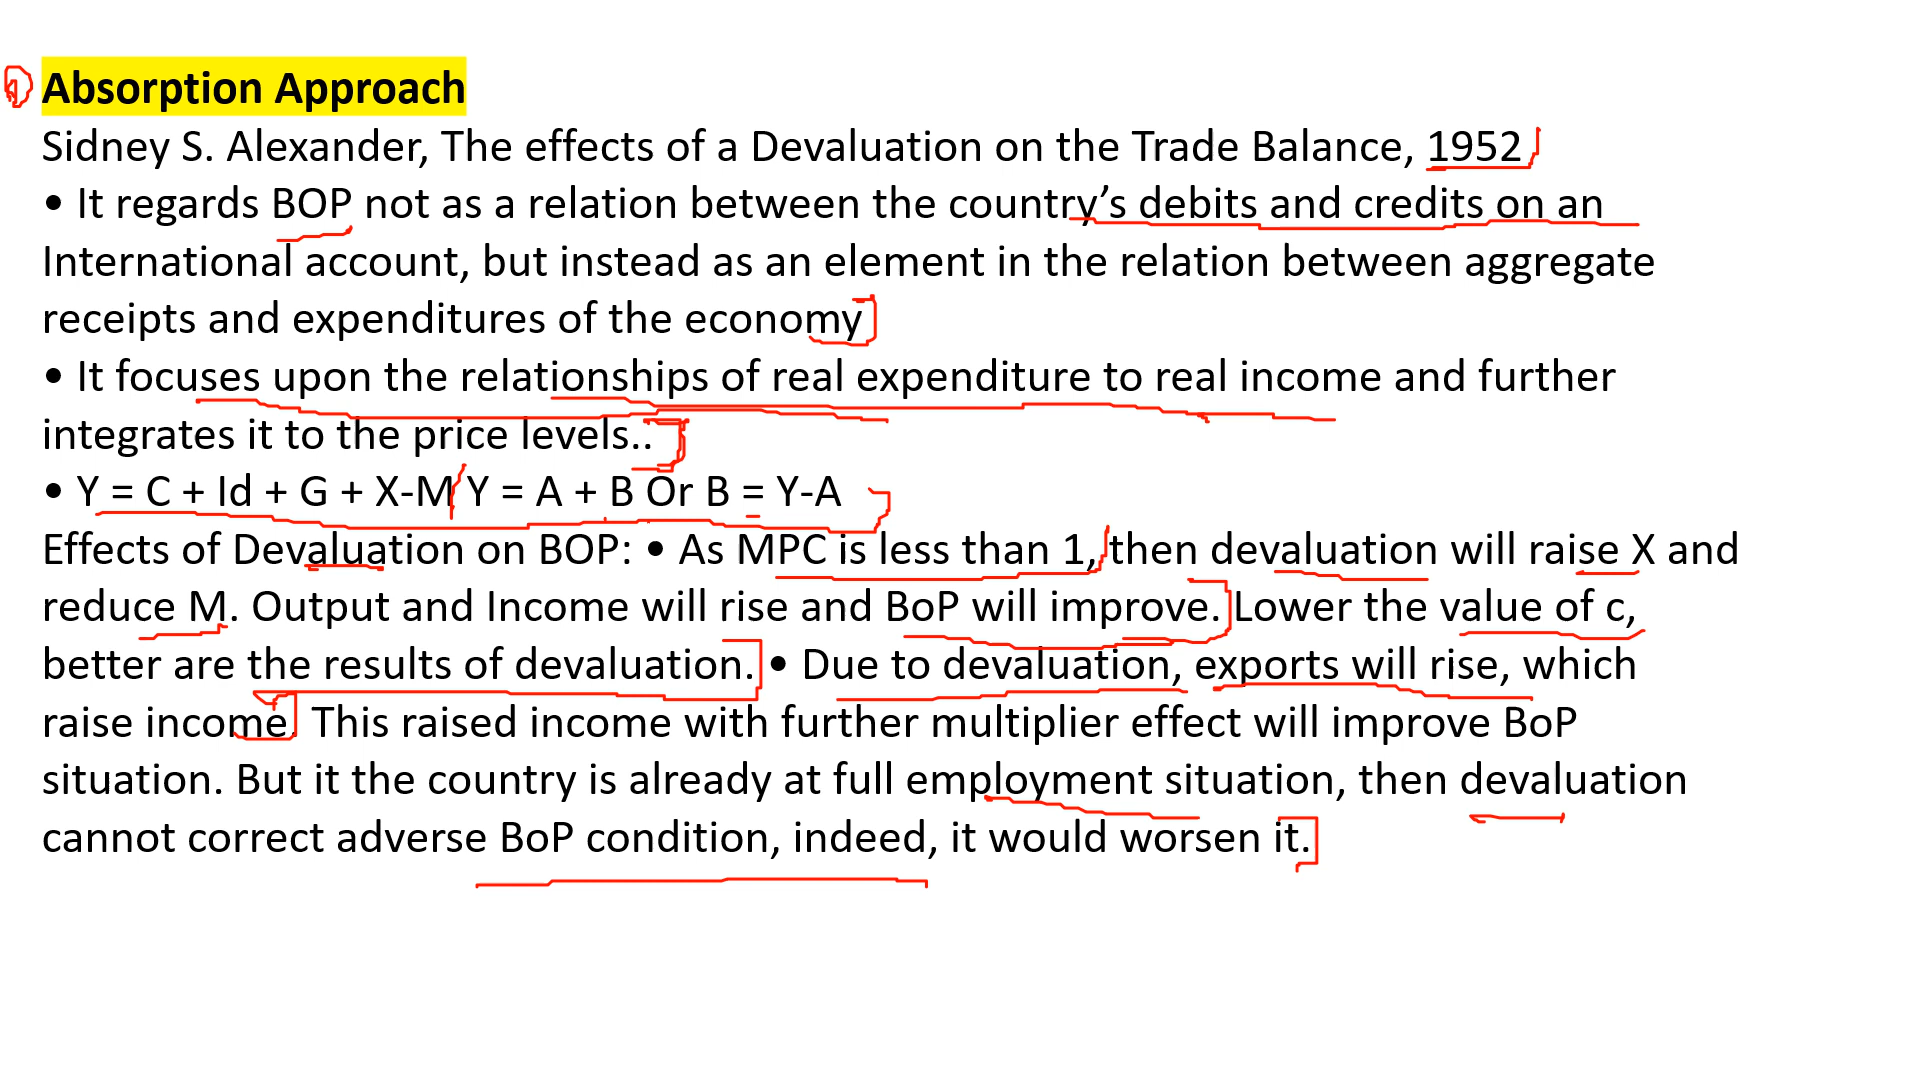 Absorption Approach
Sidney S. Alexander, The effects of a Devaluation on the Trade Balance, 1952
• It regards BOP not as a relation between the country’s debits and credits on an
International account, but instead as an element in the relation between aggregate
receipts and expenditures of the economy
• It focuses upon the relationships of real expenditure to real income and further
integrates it to the price levels..
• Y = C + Id + G + X-M Y = A + B Or B = Y-A
Effects of Devaluation on BOP: • As MPC is less than 1, then devaluation will raise X and
reduce M. Output and Income will rise and BoP will improve. Lower the value of c,
better are the results of devaluation. • Due to devaluation, exports will rise, which
raise income. This raised income with further multiplier effect will improve BoP
situation. But it the country is already at full employment situation, then devaluation
cannot correct adverse BoP condition, indeed, it would worsen it.